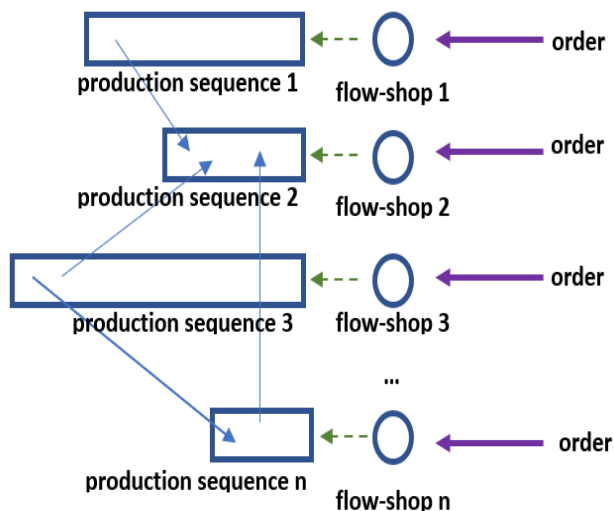 order
production sequence 1
flow-shop 1
order
production sequence 2
flow-shop 2
order
production sequence 3
flow-shop 3
...
order
production sequence n
flow-shop n